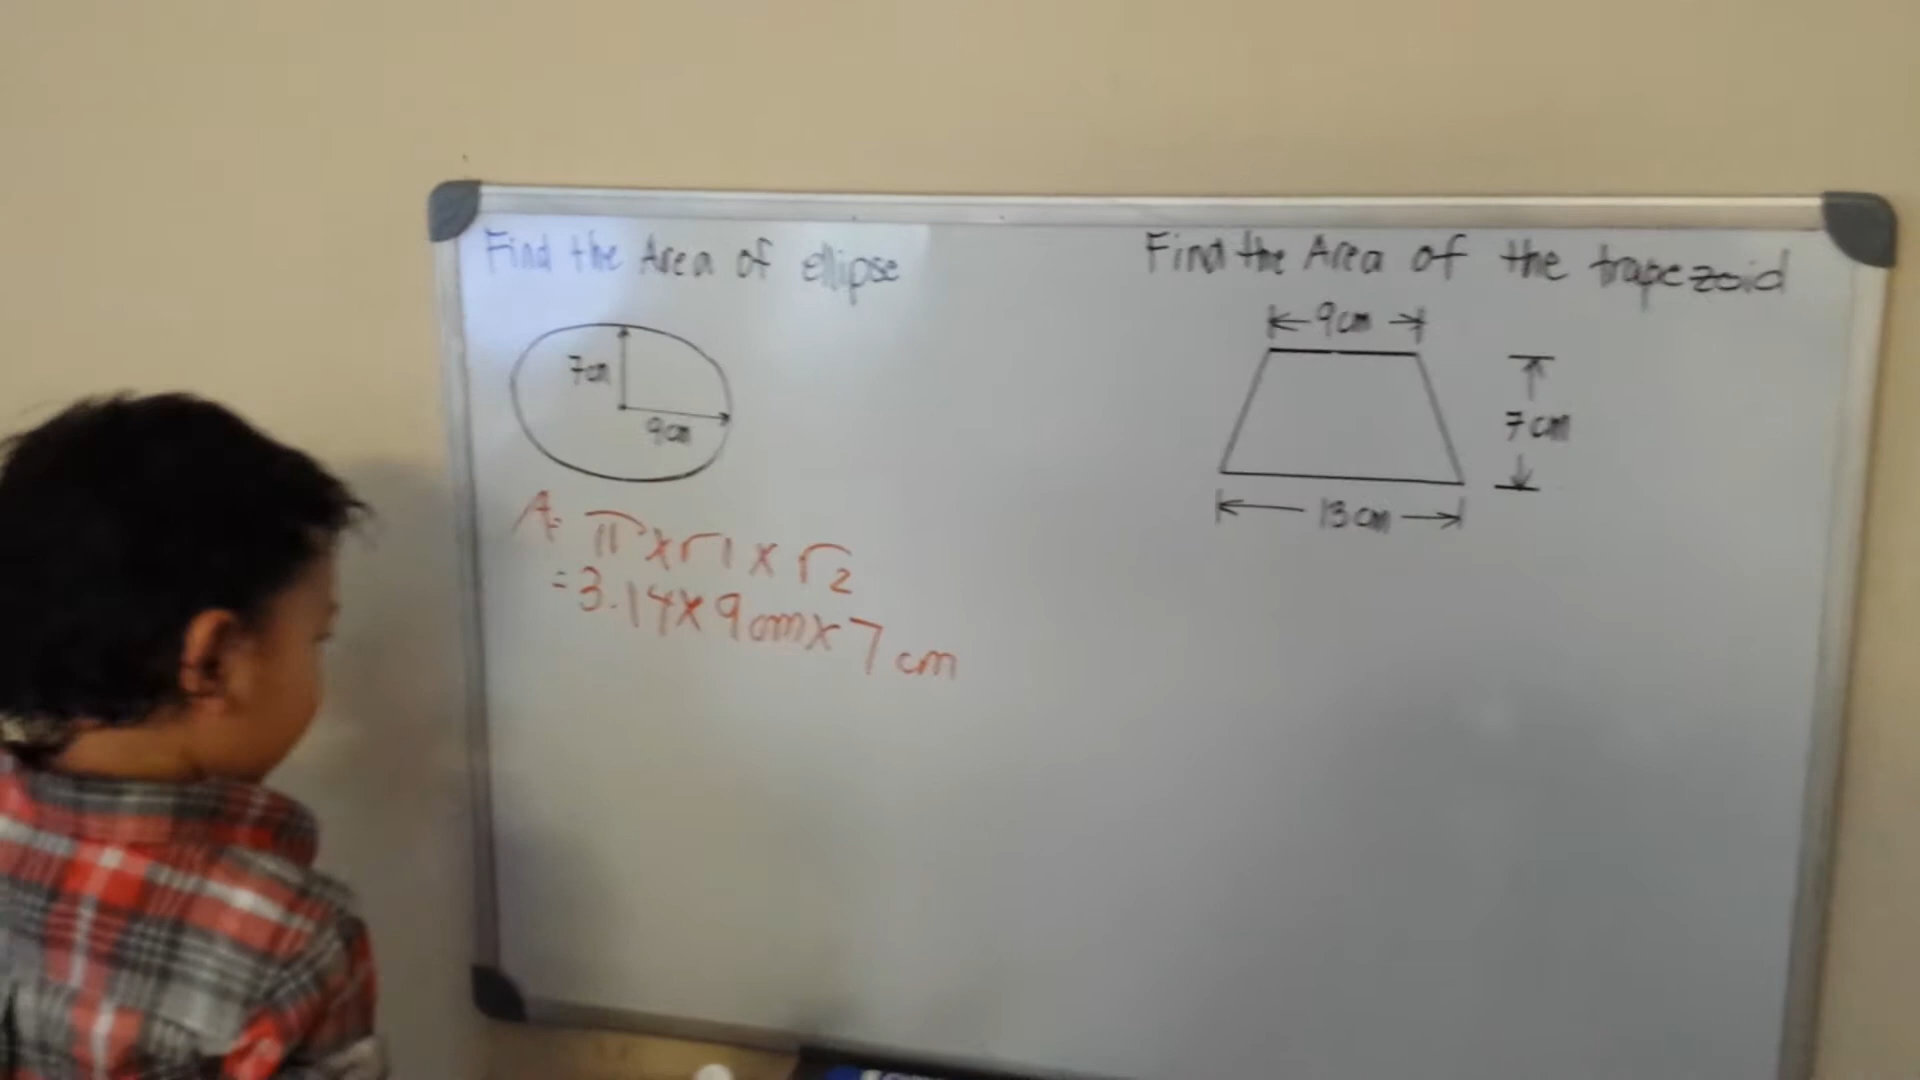 Find the Area of ellipse
7cm
9cm
A= π x r1 x r2
=3.14x9cmx7cm
Find the Area of the trapezoid
9cm
7cm
13cm